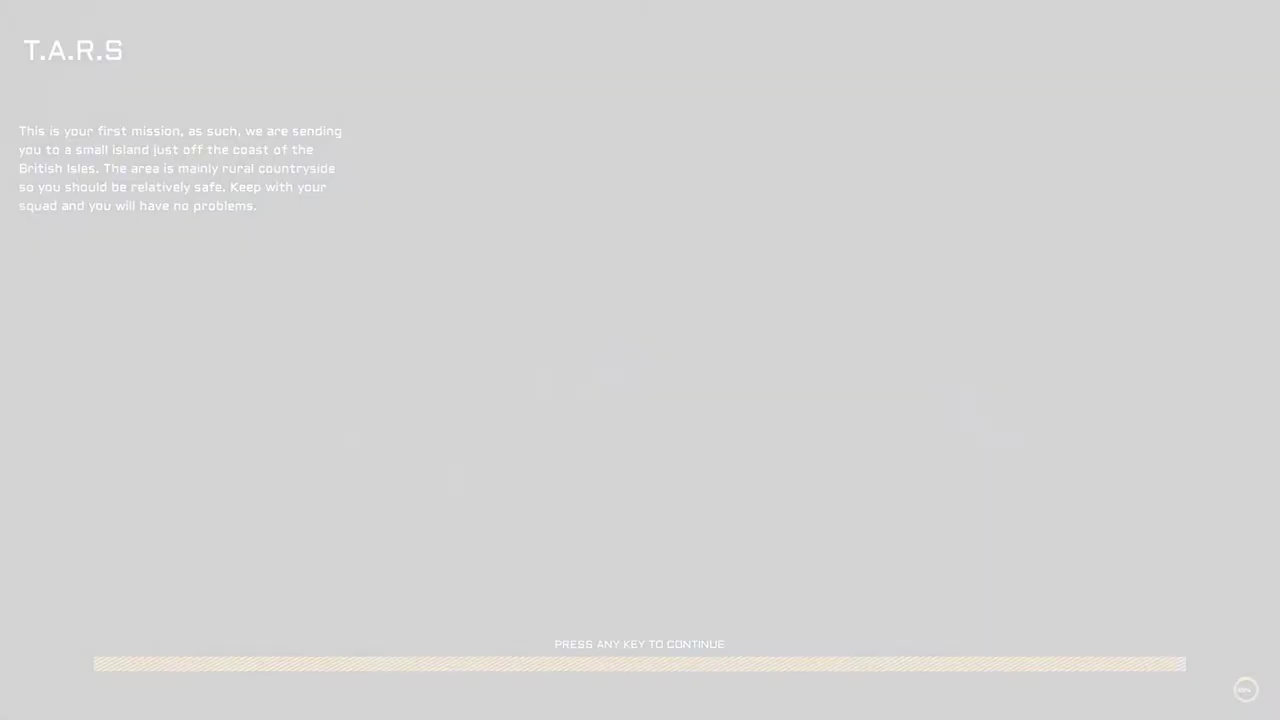 T.A.R.S
This is your first mission, as such, we are sending
you to a small island just off the coast of the
British Isles. The area is mainly rural countryside
so you should be relatively safe. Keep with your
squad and you will have no problems.
PRESS ANY KEY TO CONTINUE